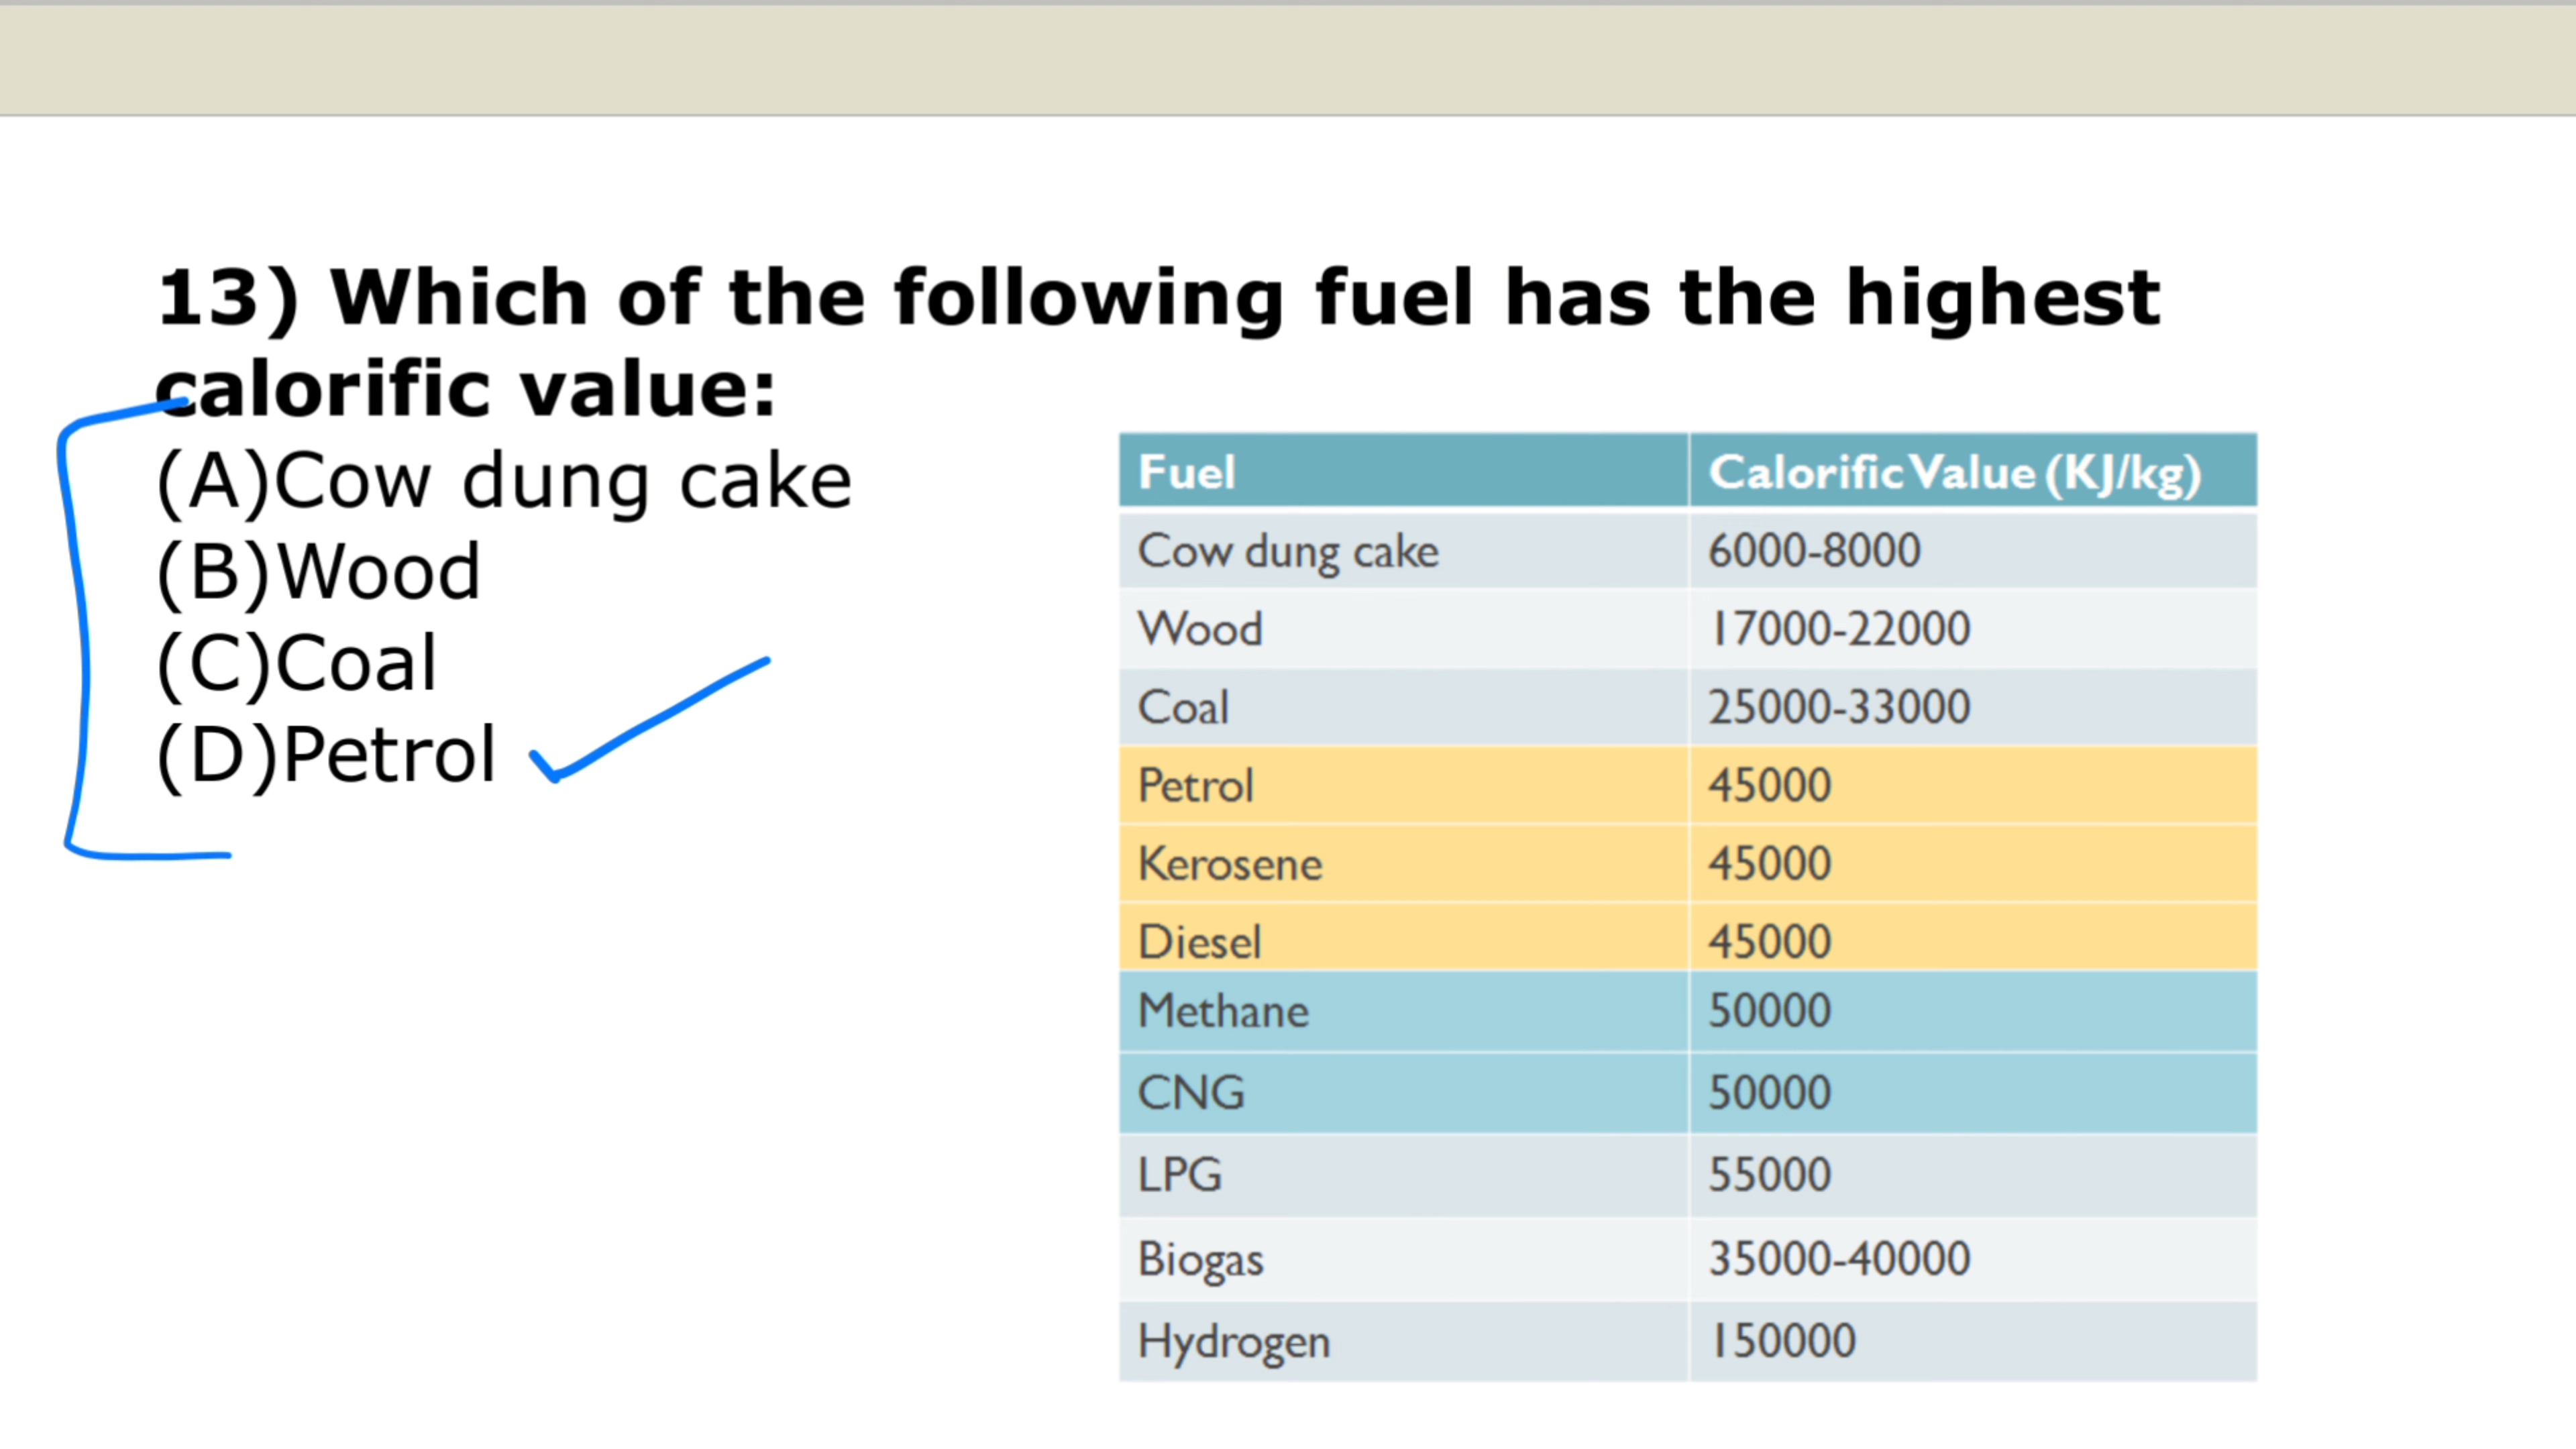 13) Which of the following fuel has the highest
calorific value:
(A)Cow dung cake
(B)Wood
(C)Coal
(D)Petrol
Fuel Calorific Value (KJ/kg)
Cow dung cake 6000-8000
Wood 17000-22000
Coal 25000-33000
Petrol 45000
Kerosene 45000
Diesel 45000
Methane 50000
CNG 50000
LPG 55000
Biogas 35000-40000
Hydrogen 150000